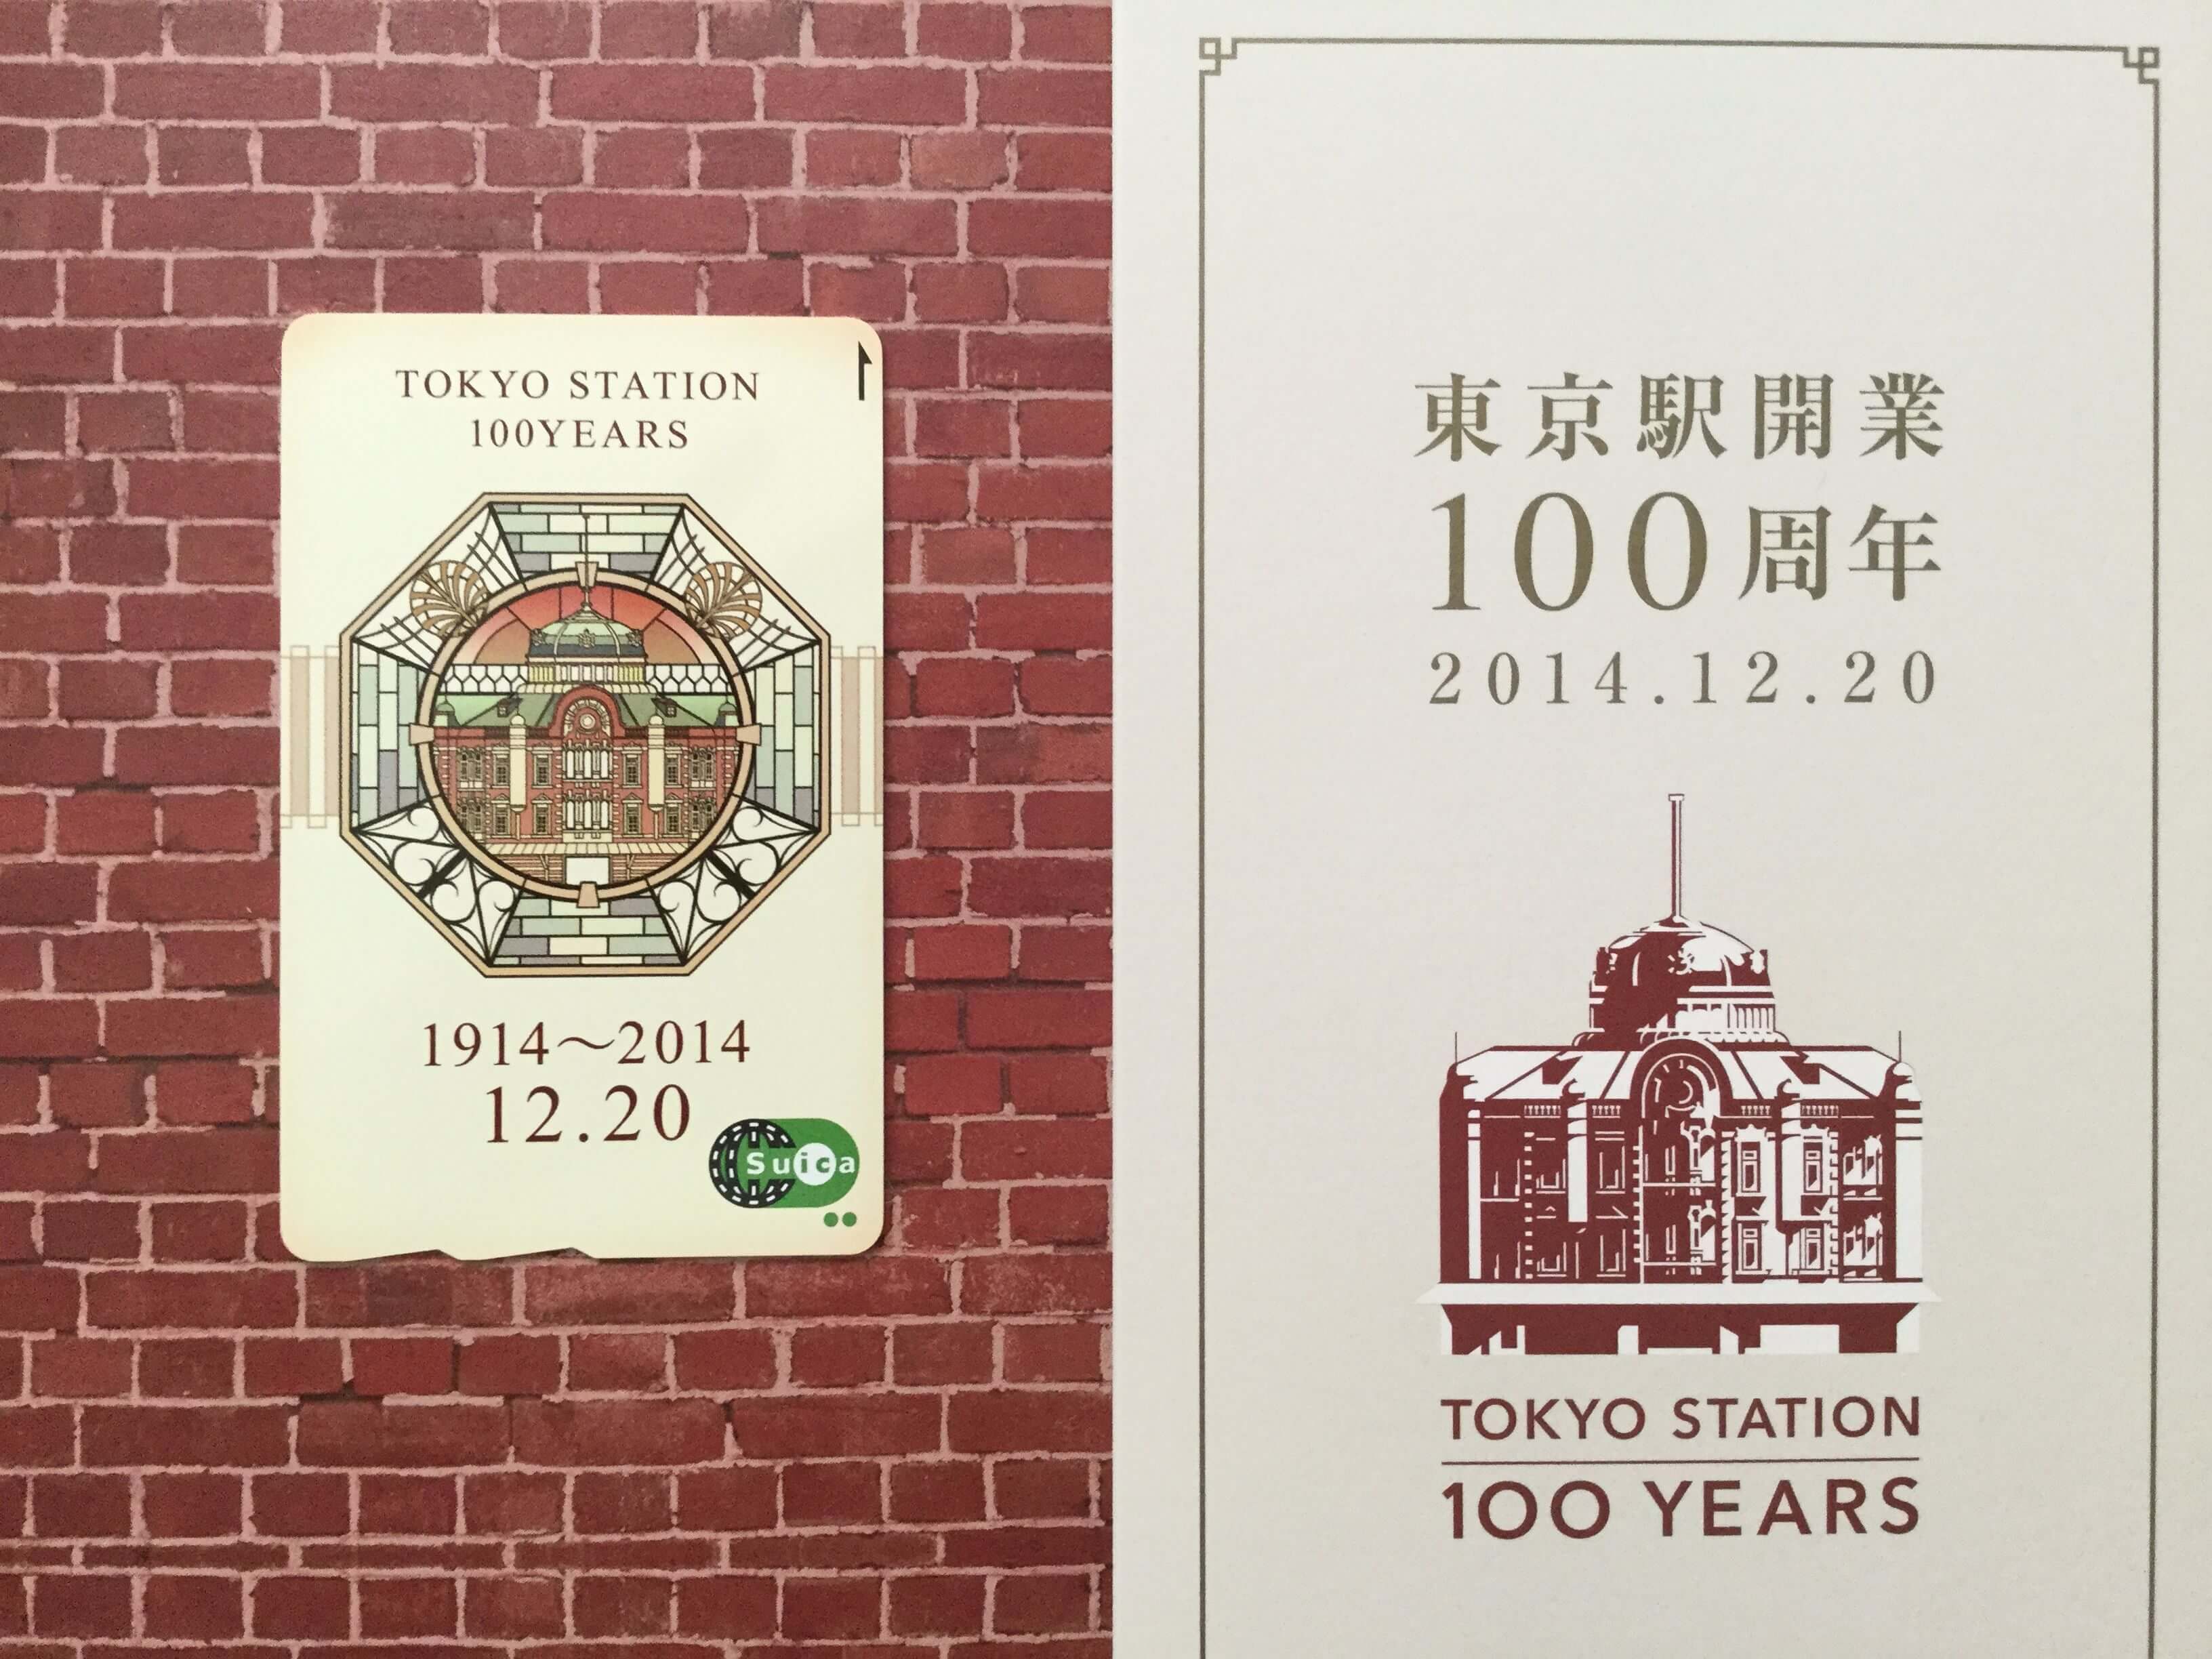 TOKYO STATION
100YEARS
1914～2014
12.20
Suica
東京駅開業
100周年
2014.12.20
TOKYO STATION
100 YEARS